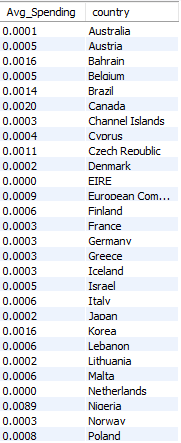 Avg_Spending country
0.0001 Australia
0.0005 Austria
0.0016 Bahrain
0.0005 Belgium
0.0014 Brazil
0.0020 Canada
0.0003 Channel Islands
0.0004 Cyprus
0.0011 Czech Republic
0.0002 Denmark
0.0000 EIRE
0.0009 European Com...
0.0006 Finland
0.0003 France
0.0003 Germany
0.0003 Greece
0.0003 Iceland
0.0005 Israel
0.0006 Italy
0.0002 Japan
0.0016 Korea
0.0006 Lebanon
0.0002 Lithuania
0.0006 Malta
0.0000 Netherlands
0.0089 Nigeria
0.0003 Norway
0.0008 Poland